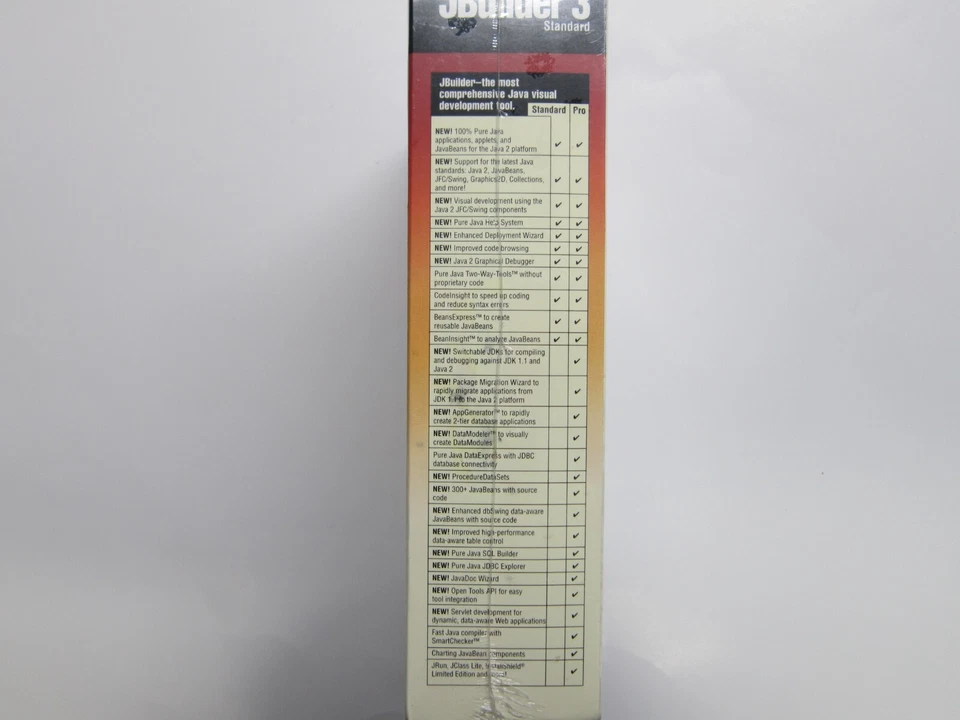 JBuilder 3
Standard
JBuilder–the most
comprehensive Java visual
development tool.
Standard Pro
NEW! 100% Pure Java
applications, applets, and
JavaBeans for the Java 2 platform ✔ ✔
NEW! Support for the latest Java
standards: Java 2, JavaBeans,
JFC/Swing, Graphics2D, Collections, ✔ ✔
and more!
NEW! Visual development using the
Java 2 JFC/Swing components ✔ ✔
NEW! Pure Java Help System ✔ ✔
NEW! Enhanced Deployment Wizard ✔ ✔
NEW! Improved code browsing ✔ ✔
NEW! Java 2 Graphical Debugger ✔ ✔
Pure Java Two-Way-Tools™ without
proprietary code ✔ ✔
CodeInsight to speed up coding
and reduce syntax errors ✔ ✔
BeansExpress™ to create
reusable JavaBeans ✔ ✔
BeanInsight™ to analyze JavaBeans ✔ ✔
NEW! Switchable JDKs for compiling
and debugging against JDK 1.1 and ✔
Java 2
NEW! Package Migration Wizard to
rapidly migrate applications from ✔
JDK 1.1 to the Java 2 platform
NEW! AppGenerator™ to rapidly
create 2-tier database applications ✔
NEW! DataModeler™ to visually
create DataModules ✔
Pure Java DataExpress with JDBC
database connectivity ✔
NEW! ProcedureDataSets ✔
NEW! 300+ JavaBeans with source
code ✔
NEW! Enhanced dbSwing data-aware
JavaBeans with source code ✔
NEW! Improved high-performance
data-aware table control ✔
NEW! Pure Java SQL Builder ✔
NEW! Pure Java JDBC Explorer ✔
NEW! JavaDoc Wizard ✔
NEW! Open Tools API for easy
tool integration ✔
NEW! Servlet development for
dynamic, data-aware Web applications ✔
Fast Java compiler with
SmartChecker™ ✔
Charting JavaBean components ✔
JRun, JClass Lite, InstallShield®
Limited Edition and more! ✔